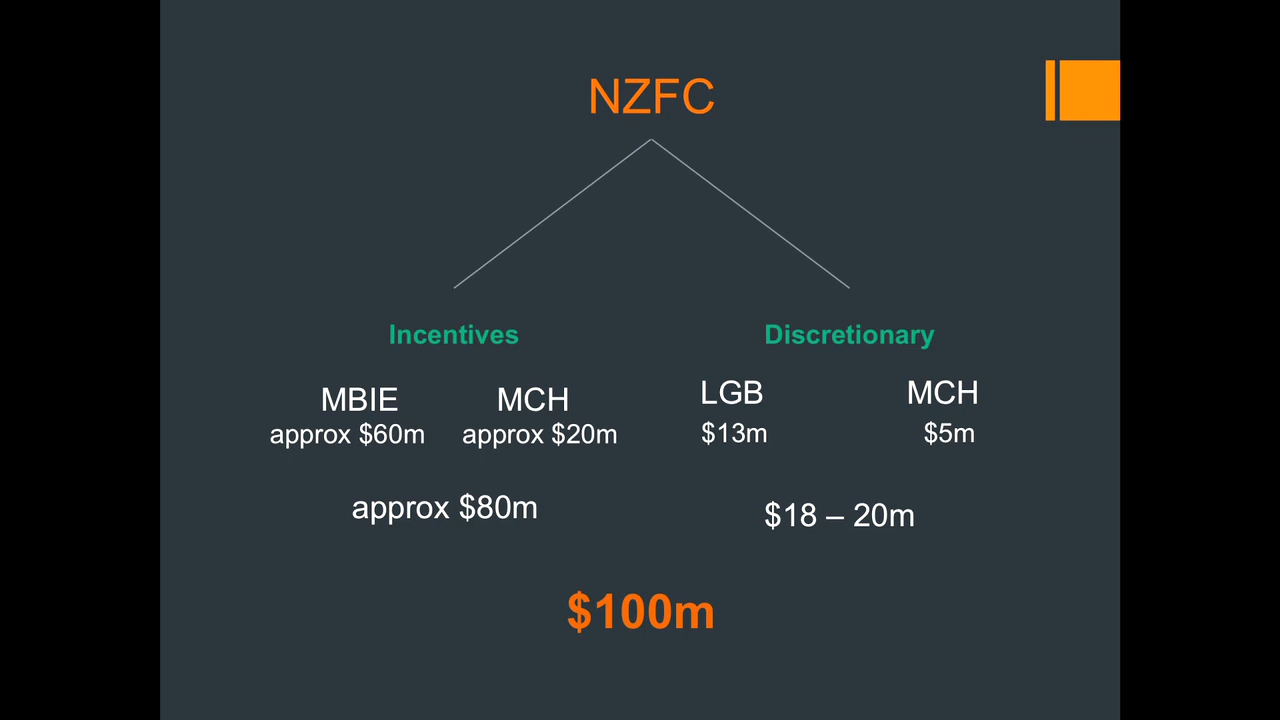 NZFC
Incentives Discretionary
MBIE MCH LGB MCH
approx $60m approx $20m $13m $5m
approx $80m $18 – 20m
$100m